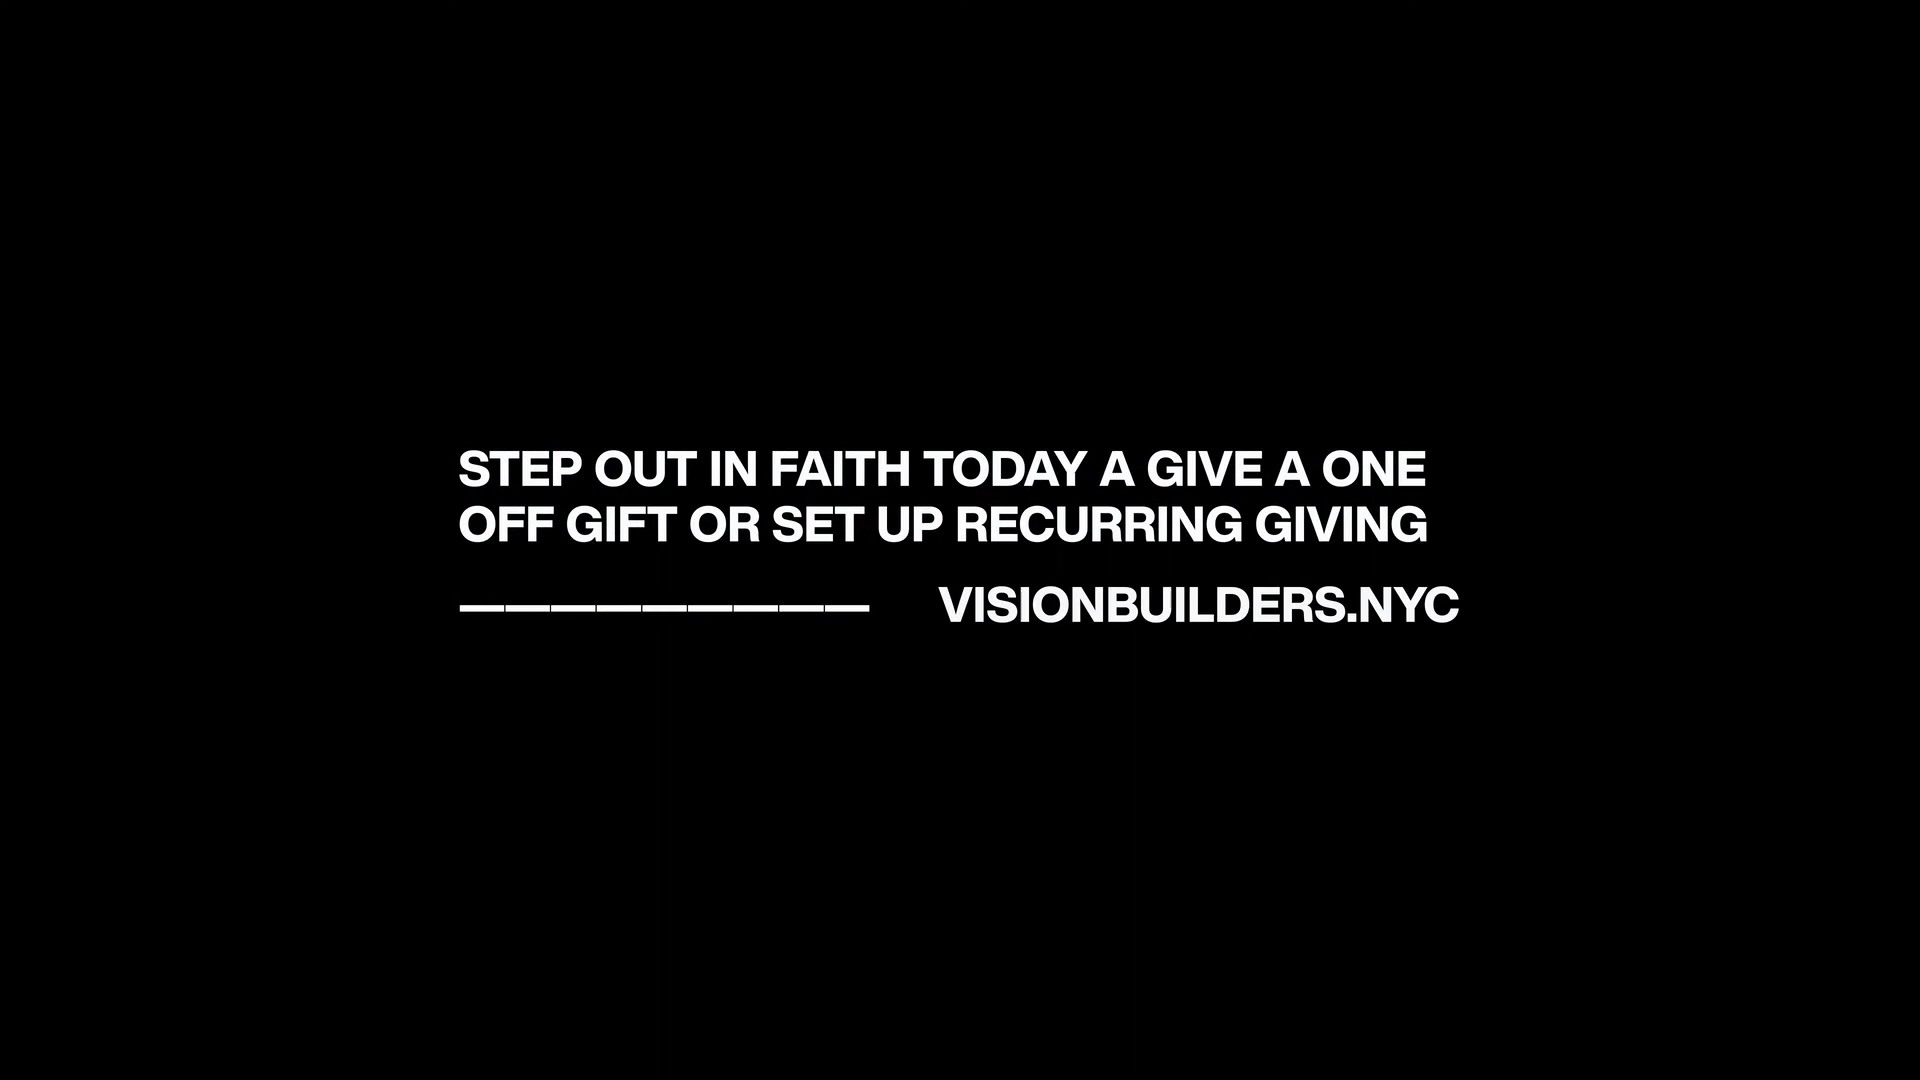 STEP OUT IN FAITH TODAY A GIVE A ONE
OFF GIFT OR SET UP RECURRING GIVING
————————— VISIONBUILDERS.NYC